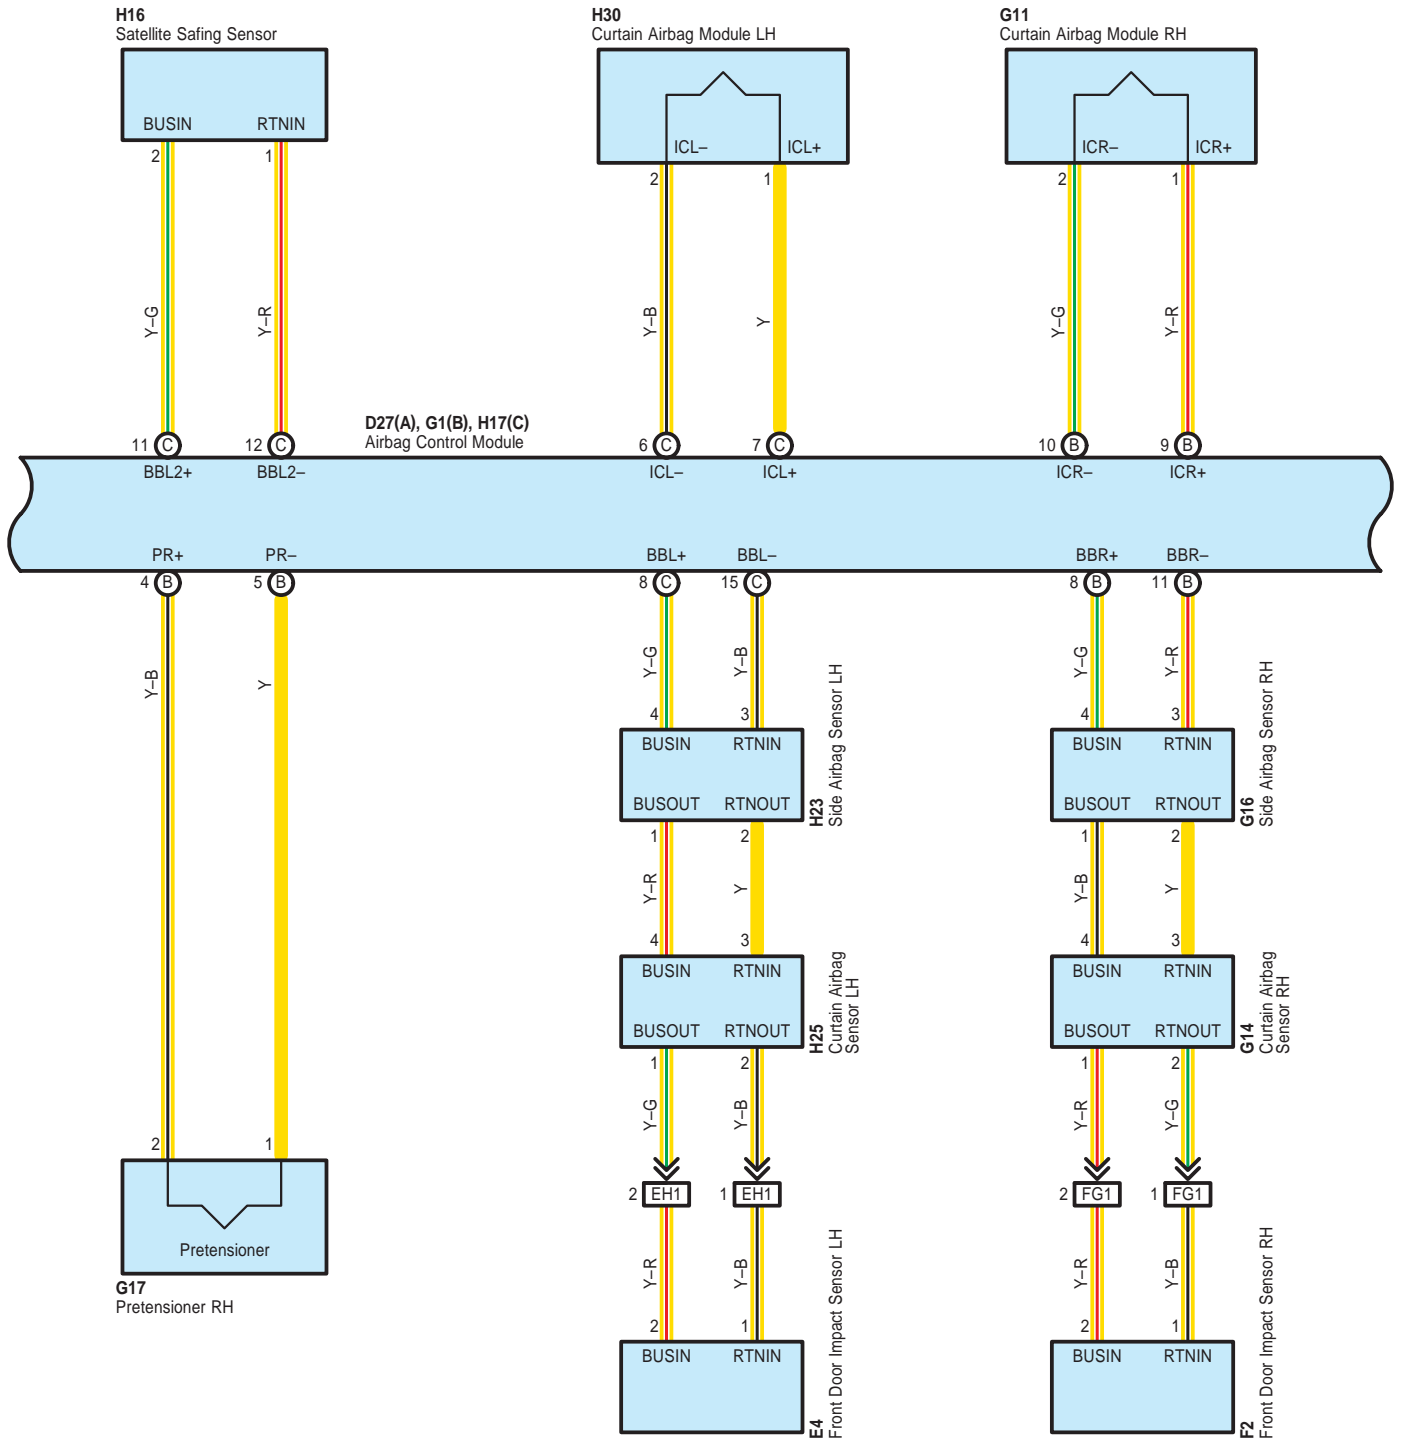 H16
Satellite Safing Sensor
H30
Curtain Airbag Module LH
G11
Curtain Airbag Module RH
BUSIN RTNIN
ICL– ICL+
ICR– ICR+
2 1
2 1
2 1
Y–G Y–R
Y–B Y
Y–G Y–R
D27(A), G1(B), H17(C)
Airbag Control Module
11 C 12 C
6 C 7 C
10 B 9 B
BBL2+ BBL2–
ICL– ICL+
ICR– ICR+
PR+ PR–
BBL+ BBL–
BBR+ BBR–
4 B 5 B
8 C 15 C
8 B 11 B
Y–B Y
Y–G Y–B
Y–G Y–R
4 3
4 3
BUSIN RTNIN
BUSOUT RTNOUT
H23
Side Airbag Sensor LH
BUSIN RTNIN
BUSOUT RTNOUT
G16
Side Airbag Sensor RH
1 2
1 2
Y–R Y
Y–B Y
4 3
4 3
BUSIN RTNIN
BUSOUT RTNOUT
H25
Curtain Airbag
Sensor LH
BUSIN RTNIN
BUSOUT RTNOUT
G14
Curtain Airbag
Sensor RH
1 2
1 2
Y–G Y–B
Y–R Y–G
2 1
Pretensioner
G17
Pretensioner RH
2 EH1 1 EH1
2 FG1 1 FG1
Y–R Y–B
Y–R Y–B
2 1
2 1
BUSIN RTNIN
E4
Front Door Impact Sensor LH
BUSIN RTNIN
F2
Front Door Impact Sensor RH